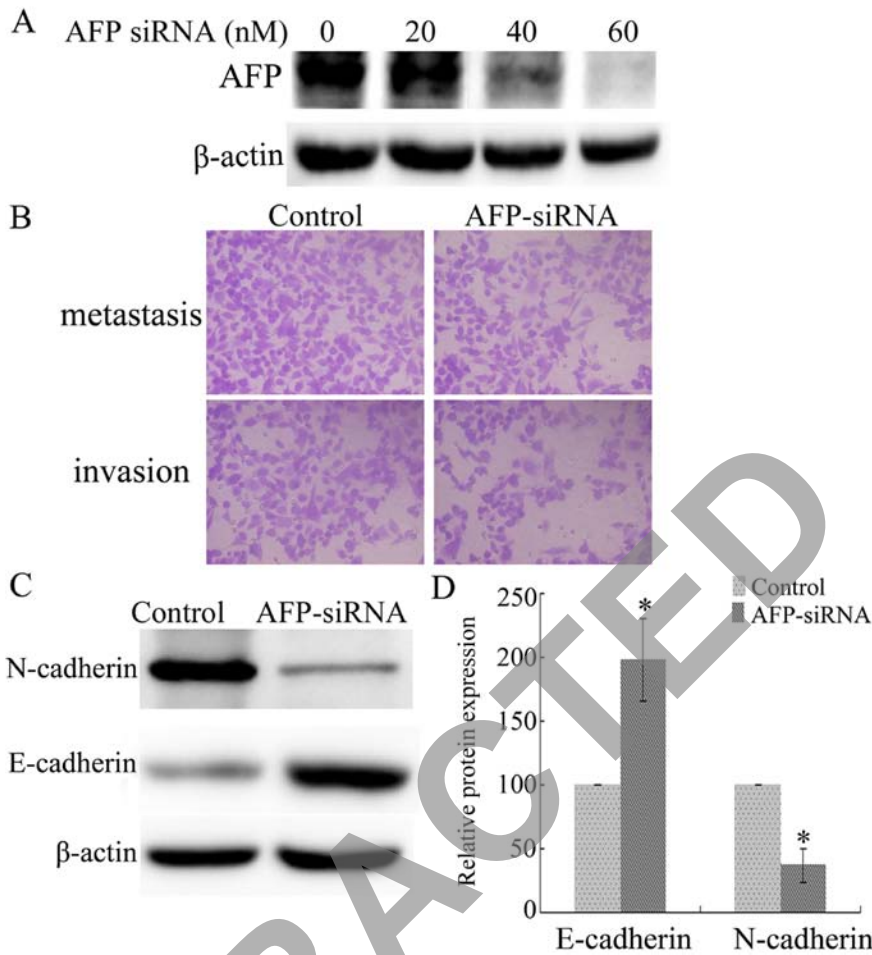 A
AFP siRNA (nM) 0 20 40 60
AFP
β-actin
B
Control AFP-siRNA
metastasis
invasion
C
Control AFP-siRNA
N-cadherin
E-cadherin
β-actin
D
Control
AFP-siRNA
Relative protein expression
250
200
150
100
50
0
*
*
E-cadherin N-cadherin
RACTED